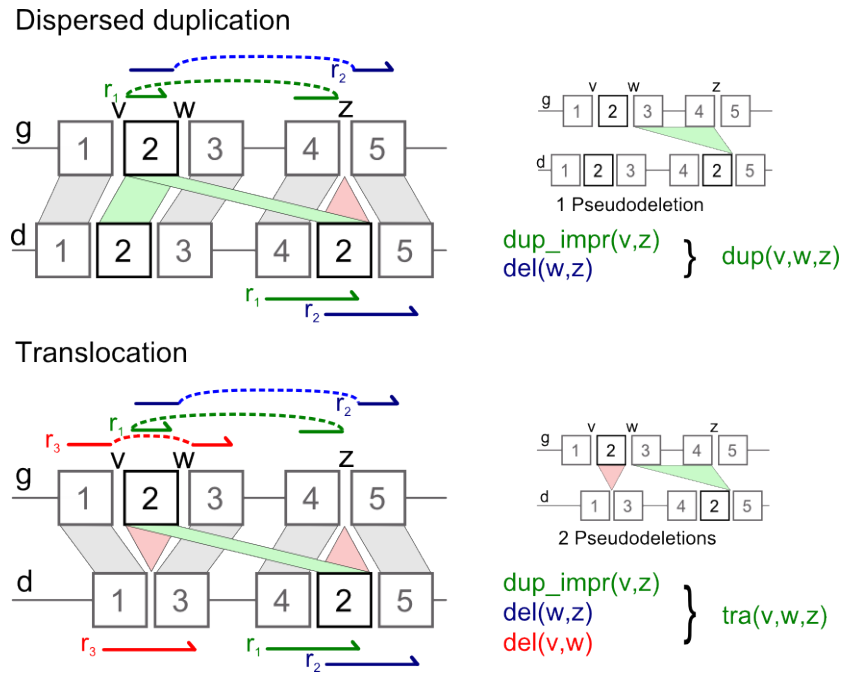 Dispersed duplication
r2
r1
v w z
g 1 2 3 4 5
d 1 2 3 4 2 5
r1
r2
v w z
g 1 2 3 4 5
d 1 2 3 4 2 5
1 Pseudodeletion
dup_impr(v,z)
del(w,z)
} dup(v,w,z)
Translocation
r2
r1
r3
v w z
g 1 2 3 4 5
d
1 3 4 2 5
r3 r1
r2
v w z
g 1 2 3 4 5
d
1 3 4 2 5
2 Pseudodeletions
dup_impr(v,z)
del(w,z)
del(v,w)
} tra(v,w,z)